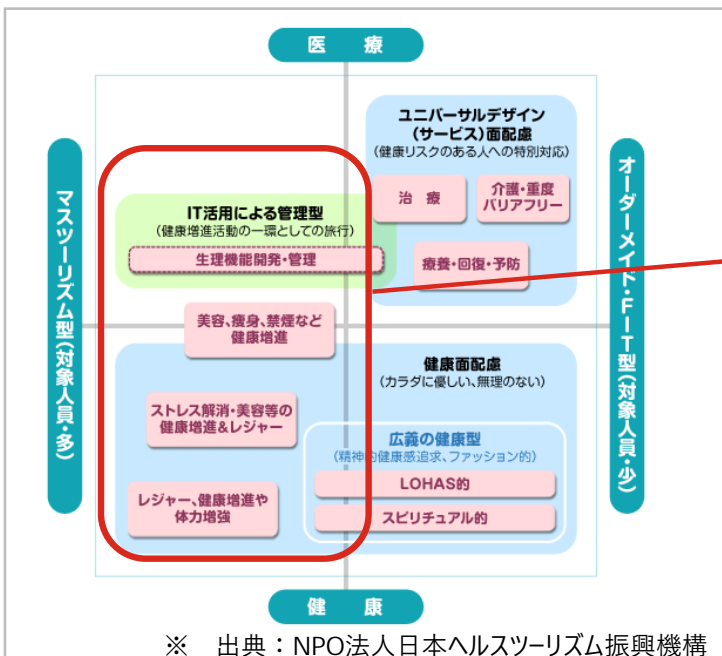 医 療
マスツーリズム型(対象人員・多)
オーダーメイド・FIT型(対象人員・少)
ユニバーサルデザイン
(サービス)面配慮
(健康リスクのある人への特別対応)
治 療
介護・重度
バリアフリー
療養・回復・予防
IT活用による管理型
(健康増進活動の一環としての旅行)
生理機能開発・管理
美容、痩身、禁煙など
健康増進
健康面配慮
(カラダに優しい、無理のない)
ストレス解消・美容等の
健康増進&レジャー
広義の健康型
(精神的健康感追求、ファッション的)
LOHAS的
スピリチュアル的
レジャー、健康増進や
体力増強
健 康
※ 出典：NPO法人日本ヘルスツーリズム振興機構